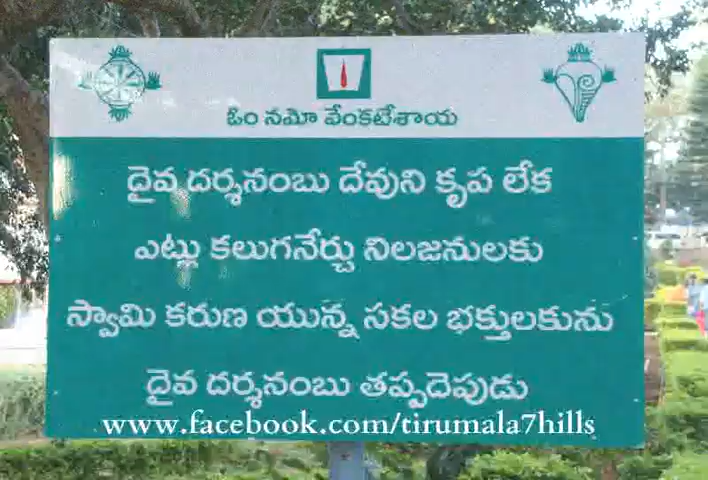 ఓం నమో వేంకటేశాయ
దైవ దర్శనంబు దేవుని కృప లేక
ఎట్లు కలుగనేర్చు నిలజనులకు
స్వామి కరుణ యున్న సకల భక్తులకును
దైవ దర్శనంబు తప్పదెపుడు
www.facebook.com/tirumala7hills